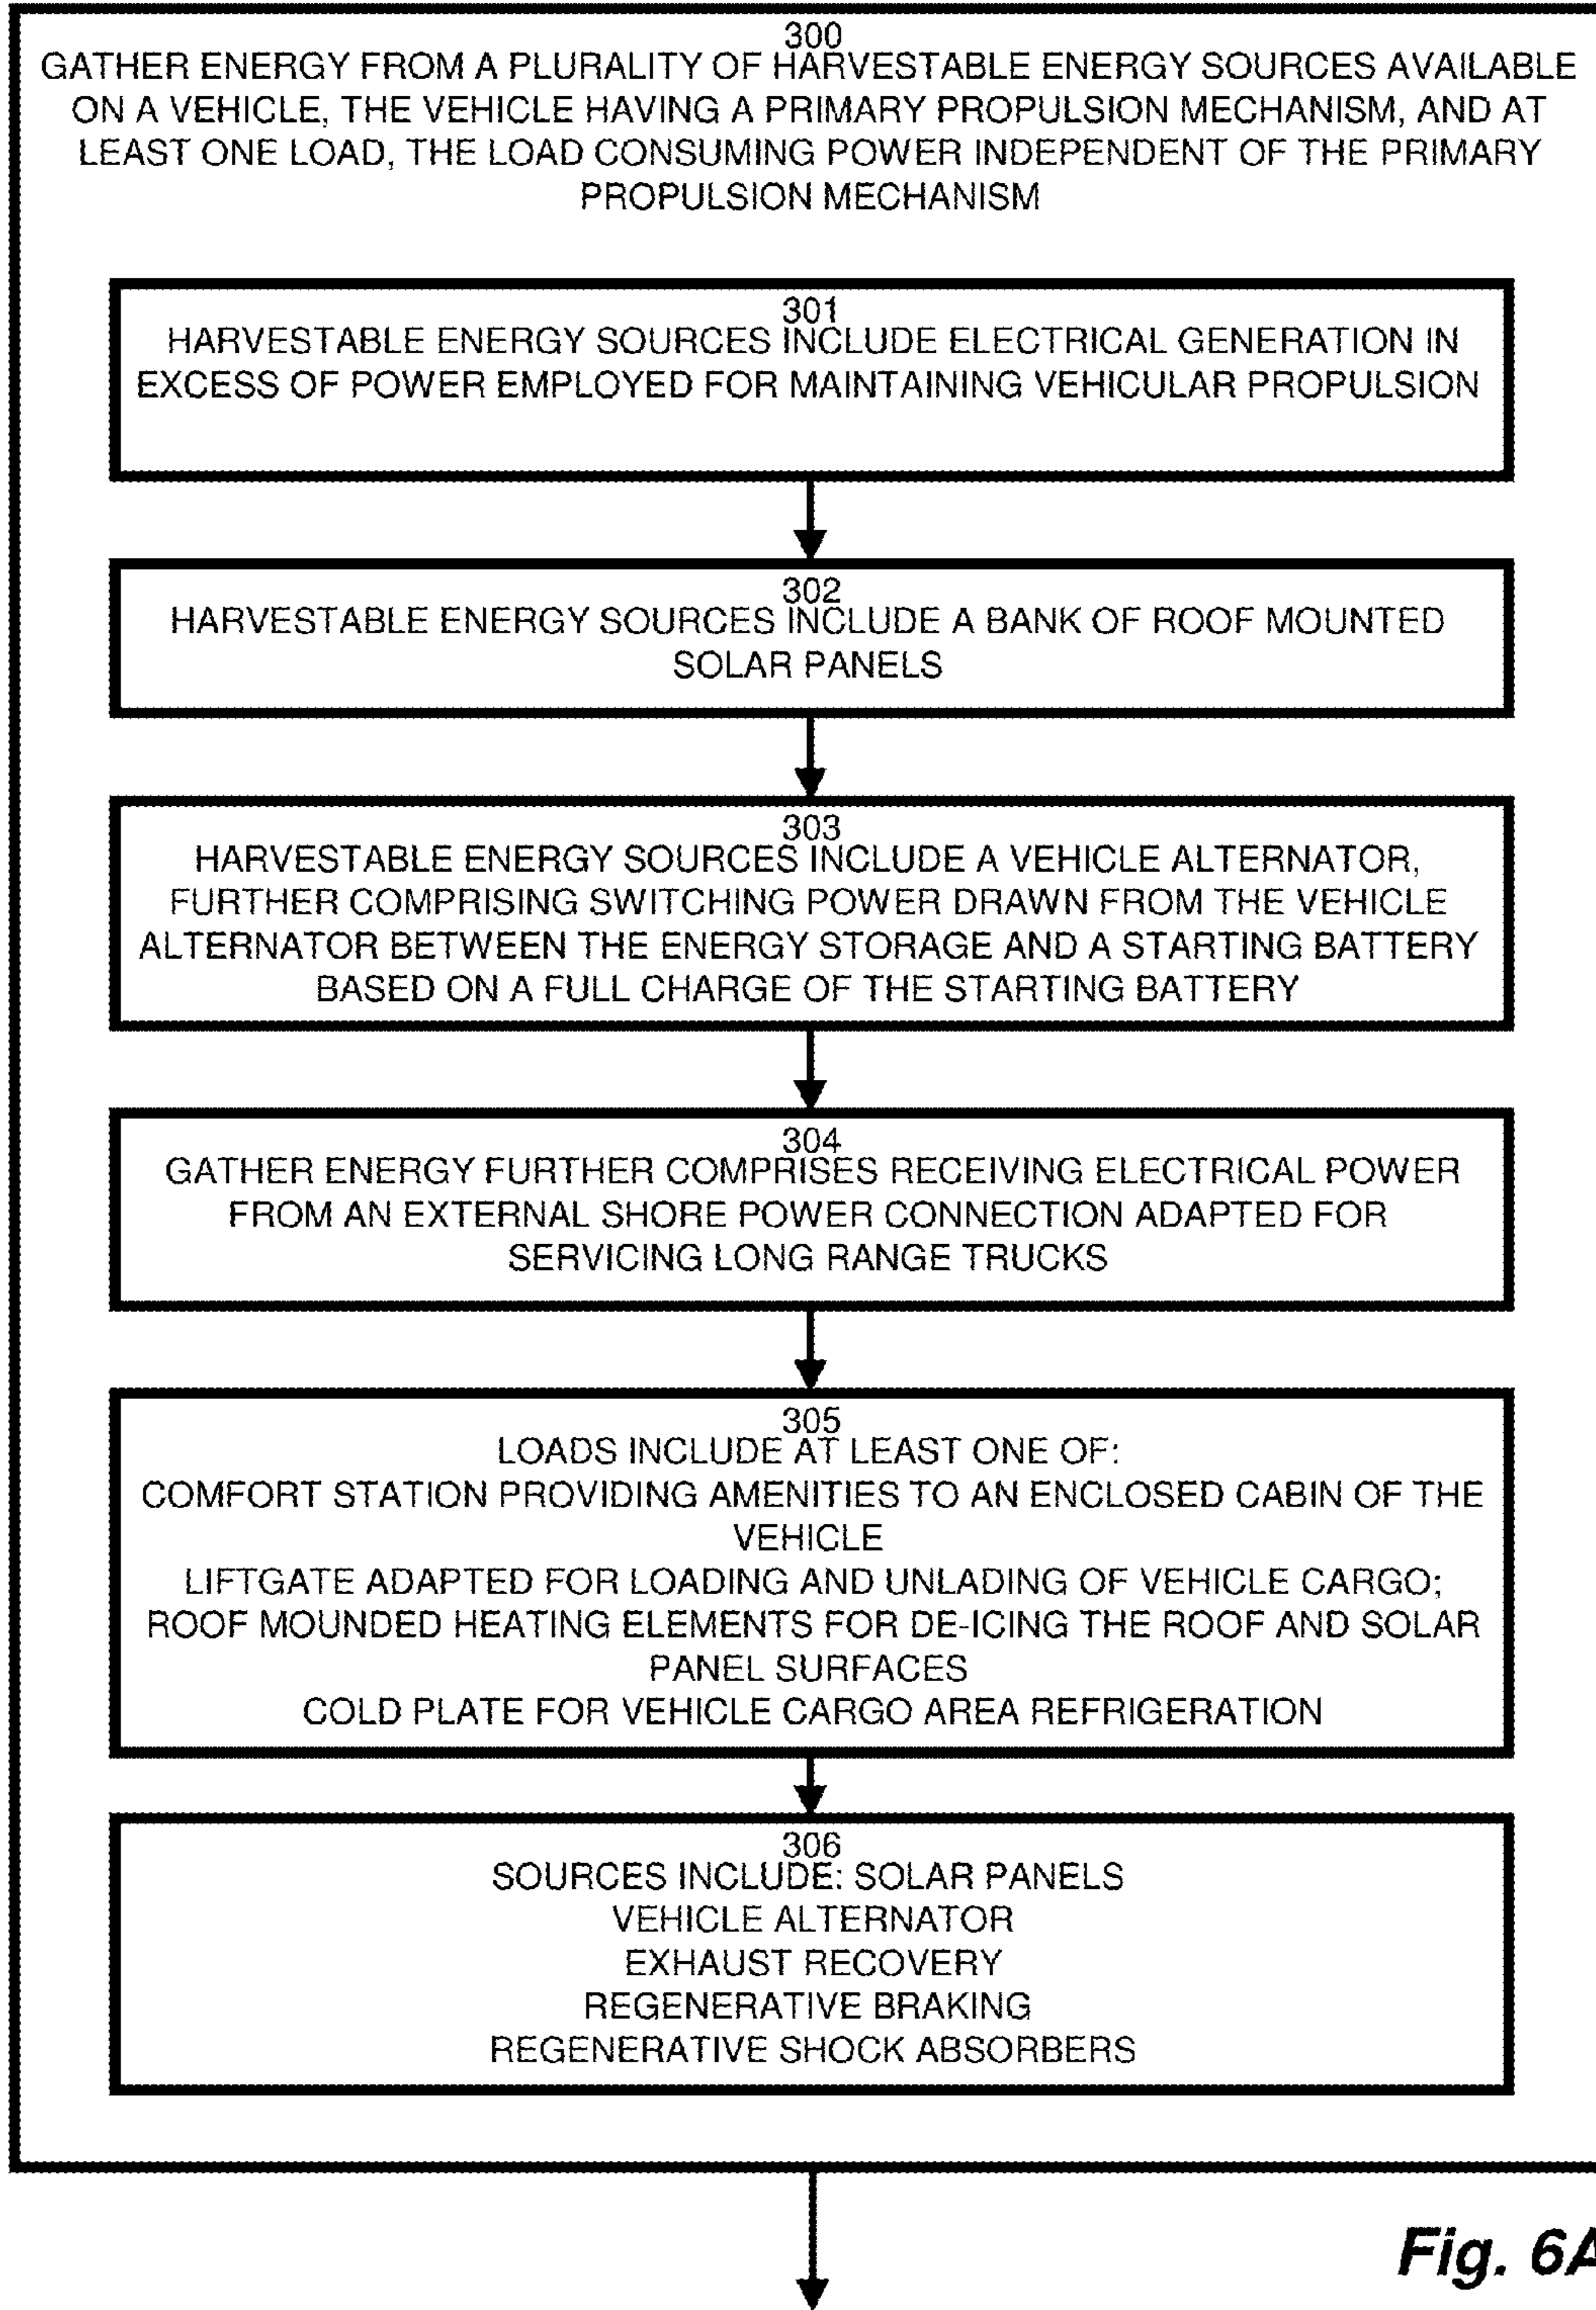 300
GATHER ENERGY FROM A PLURALITY OF HARVESTABLE ENERGY SOURCES AVAILABLE
ON A VEHICLE, THE VEHICLE HAVING A PRIMARY PROPULSION MECHANISM, AND AT
LEAST ONE LOAD, THE LOAD CONSUMING POWER INDEPENDENT OF THE PRIMARY
PROPULSION MECHANISM
301
HARVESTABLE ENERGY SOURCES INCLUDE ELECTRICAL GENERATION IN
EXCESS OF POWER EMPLOYED FOR MAINTAINING VEHICULAR PROPULSION
302
HARVESTABLE ENERGY SOURCES INCLUDE A BANK OF ROOF MOUNTED
SOLAR PANELS
303
HARVESTABLE ENERGY SOURCES INCLUDE A VEHICLE ALTERNATOR,
FURTHER COMPRISING SWITCHING POWER DRAWN FROM THE VEHICLE
ALTERNATOR BETWEEN THE ENERGY STORAGE AND A STARTING BATTERY
BASED ON A FULL CHARGE OF THE STARTING BATTERY
304
GATHER ENERGY FURTHER COMPRISES RECEIVING ELECTRICAL POWER
FROM AN EXTERNAL SHORE POWER CONNECTION ADAPTED FOR
SERVICING LONG RANGE TRUCKS
305
LOADS INCLUDE AT LEAST ONE OF:
COMFORT STATION PROVIDING AMENITIES TO AN ENCLOSED CABIN OF THE
VEHICLE
LIFTGATE ADAPTED FOR LOADING AND UNLADING OF VEHICLE CARGO;
ROOF MOUNDED HEATING ELEMENTS FOR DE-ICING THE ROOF AND SOLAR
PANEL SURFACES
COLD PLATE FOR VEHICLE CARGO AREA REFRIGERATION
306
SOURCES INCLUDE: SOLAR PANELS
VEHICLE ALTERNATOR
EXHAUST RECOVERY
REGENERATIVE BRAKING
REGENERATIVE SHOCK ABSORBERS
Fig. 6A